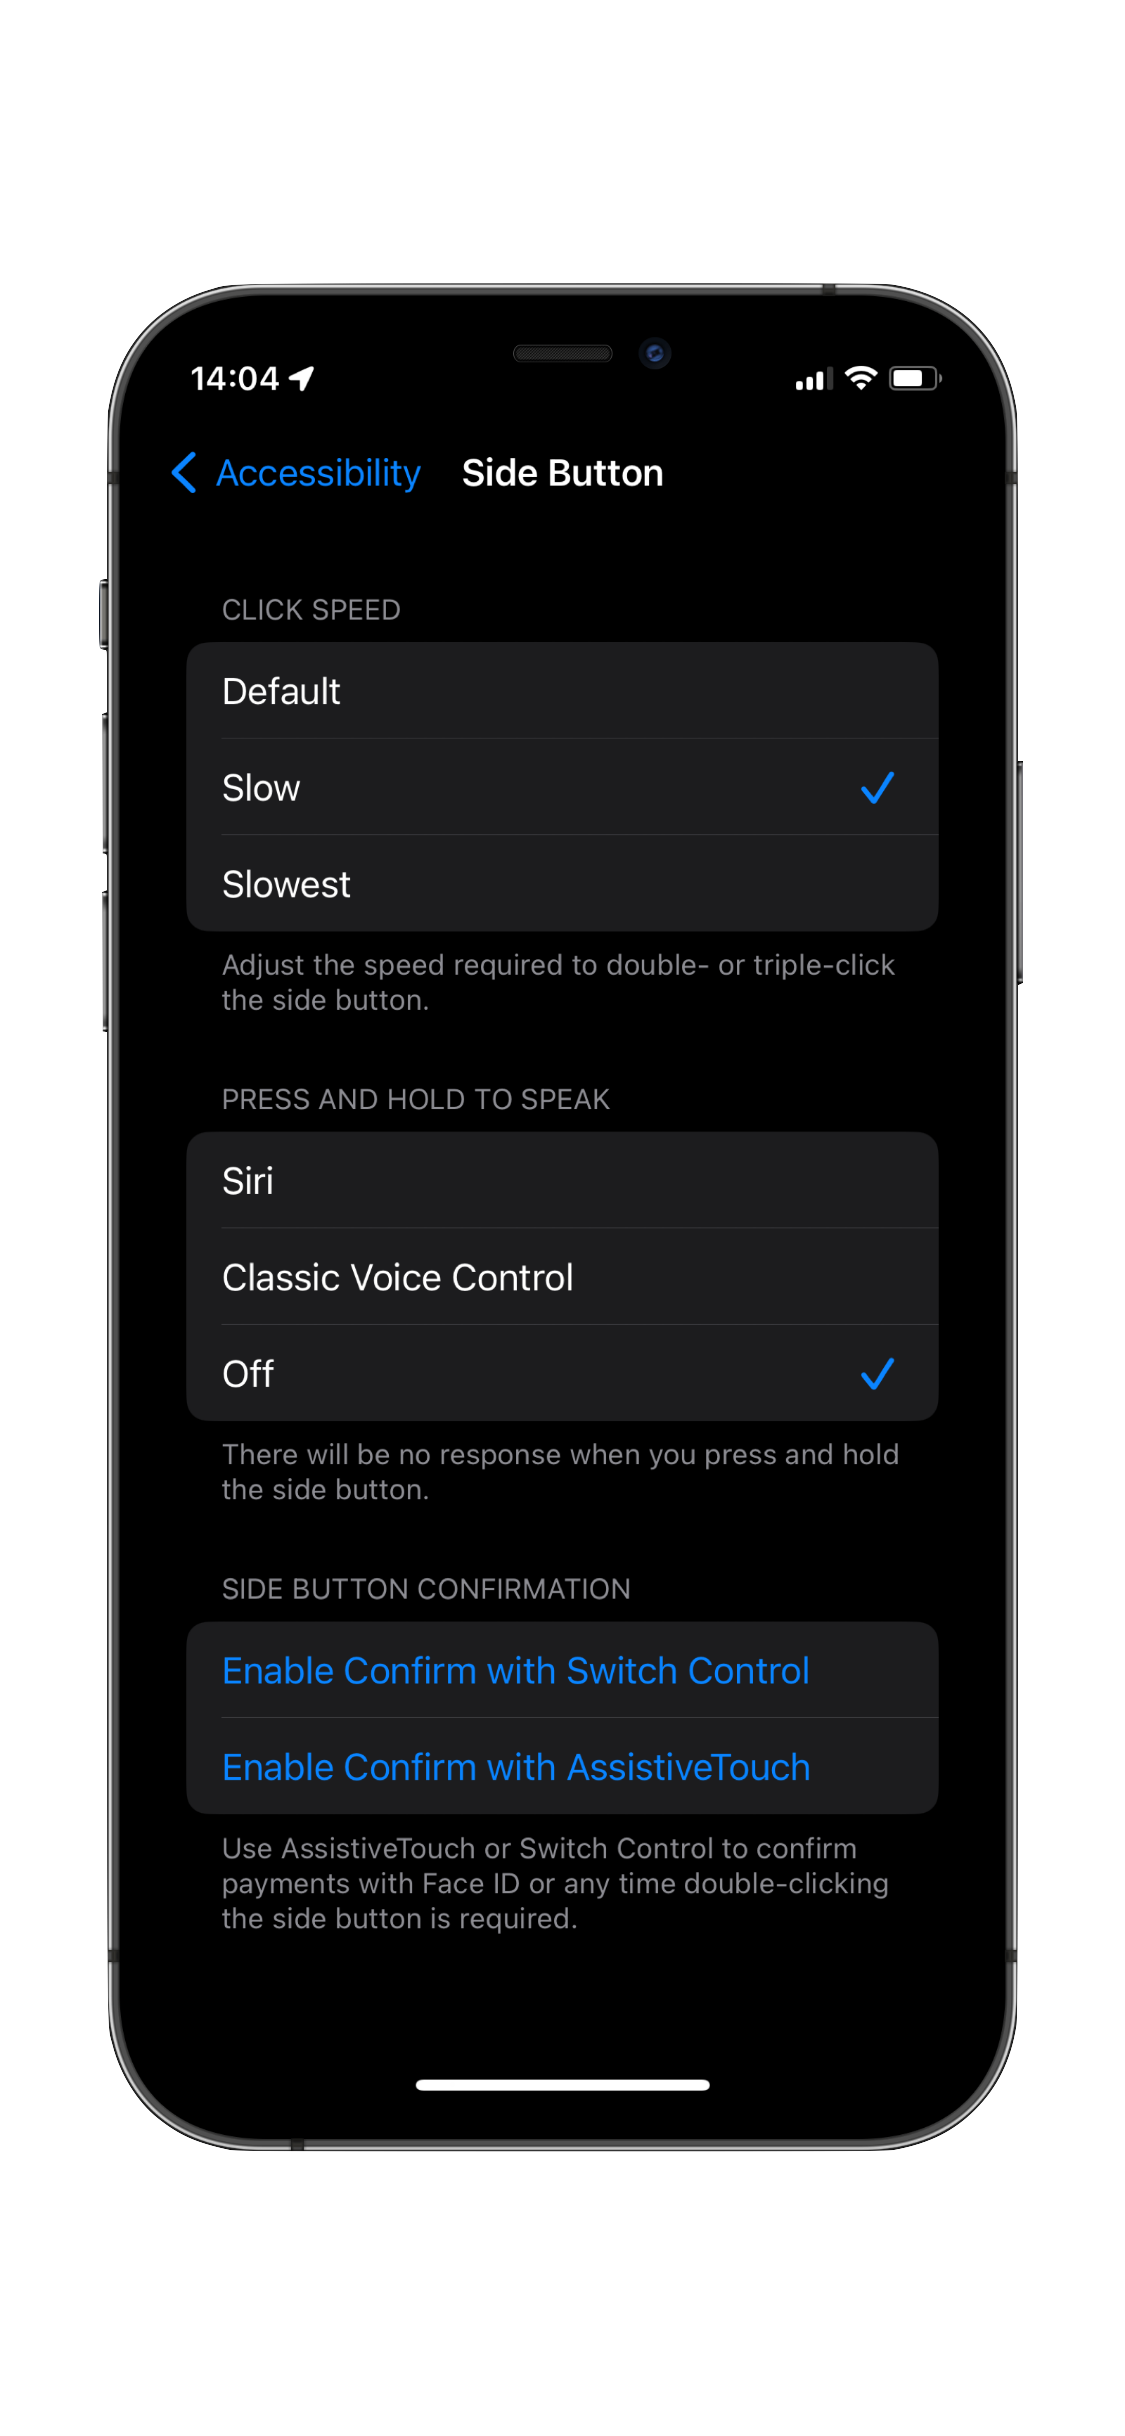 14:04
Accessibility Side Button
CLICK SPEED
Default
Slow
Slowest
Adjust the speed required to double- or triple-click
the side button.
PRESS AND HOLD TO SPEAK
Siri
Classic Voice Control
Off
There will be no response when you press and hold
the side button.
SIDE BUTTON CONFIRMATION
Enable Confirm with Switch Control
Enable Confirm with AssistiveTouch
Use AssistiveTouch or Switch Control to confirm
payments with Face ID or any time double-clicking
the side button is required.